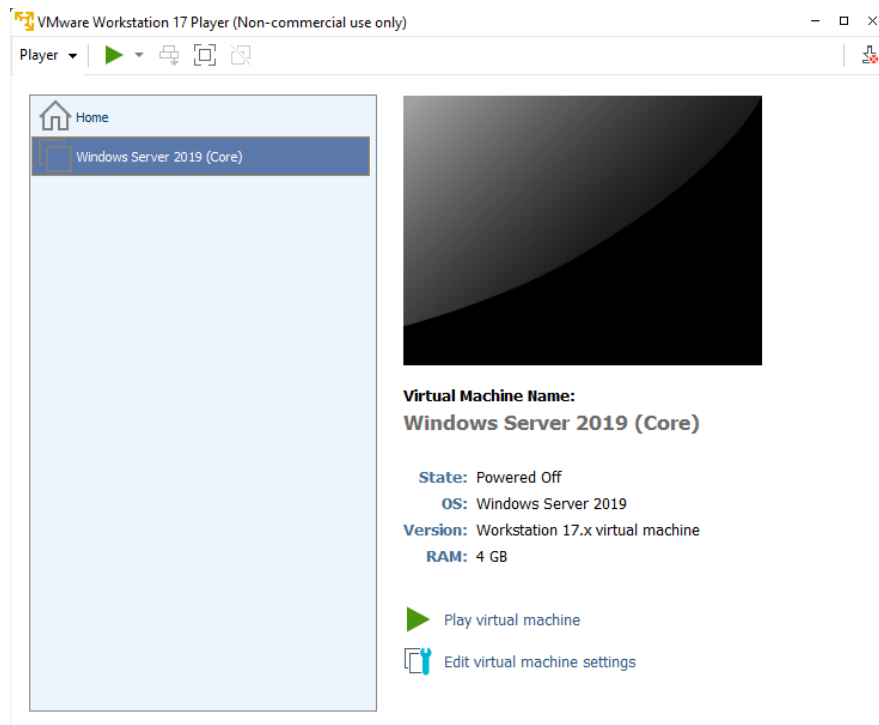 VMware Workstation 17 Player (Non-commercial use only)
Player
Home
Windows Server 2019 (Core)
Virtual Machine Name:
Windows Server 2019 (Core)
State: Powered Off
OS: Windows Server 2019
Version: Workstation 17.x virtual machine
RAM: 4 GB
Play virtual machine
Edit virtual machine settings